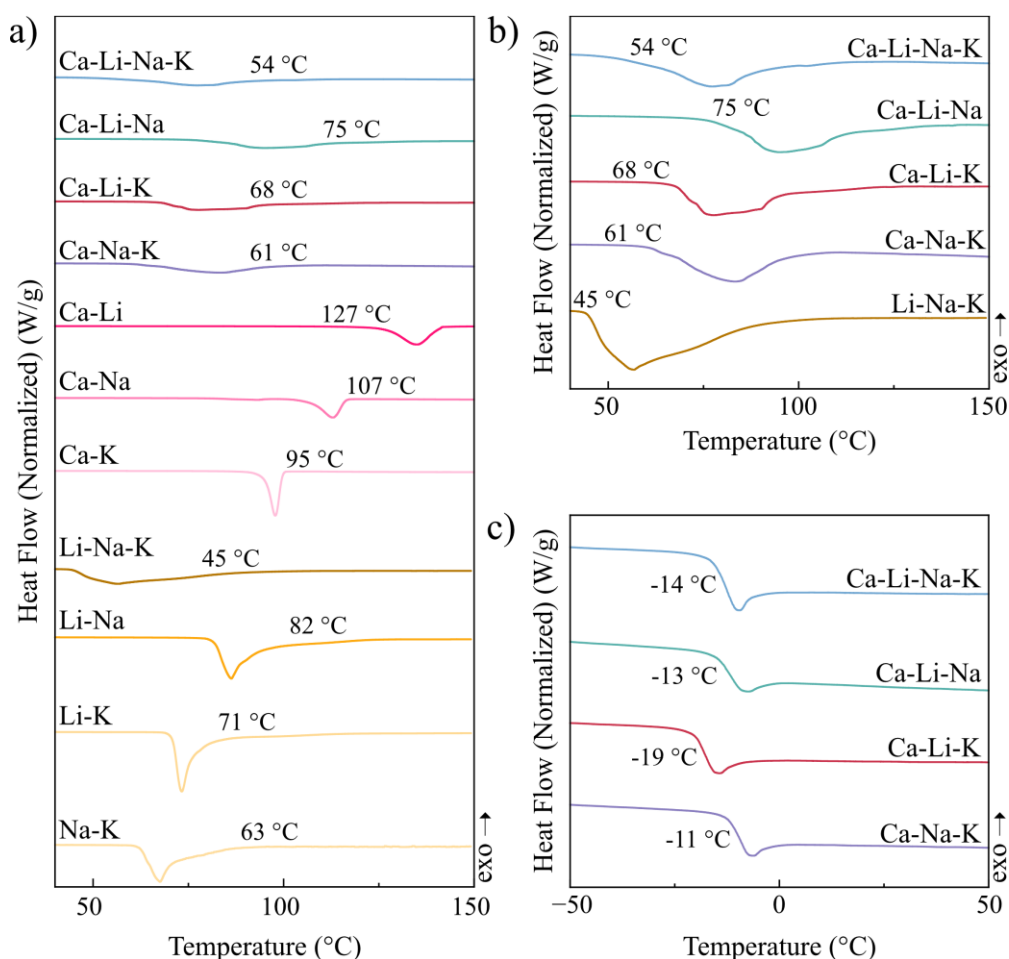 a)
Heat Flow (Normalized) (W/g)
Ca-Li-Na-K 54 °C
Ca-Li-Na 75 °C
Ca-Li-K 68 °C
Ca-Na-K 61 °C
Ca-Li 127 °C
Ca-Na 107 °C
Ca-K 95 °C
Li-Na-K 45 °C
Li-Na 82 °C
Li-K 71 °C
Na-K 63 °C
exo →
50 100 150
Temperature (°C)
b)
Heat Flow (Normalized) (W/g)
54 °C Ca-Li-Na-K
75 °C Ca-Li-Na
68 °C Ca-Li-K
61 °C Ca-Na-K
45 °C Li-Na-K
exo →
50 100 150
Temperature (°C)
c)
Heat Flow (Normalized) (W/g)
-14 °C Ca-Li-Na-K
-13 °C Ca-Li-Na
-19 °C Ca-Li-K
-11 °C Ca-Na-K
exo →
−50 0 50
Temperature (°C)